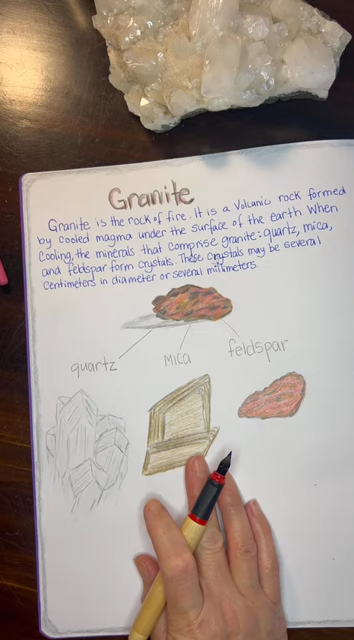 Granite
Granite is the rock of fire. It is a Volcanic rock formed
by cooled magma under the surface of the earth. When
cooling, the minerals that comprise granite: quartz, mica,
and feldspar form crystals. These crystals may be several
centimeters in diameter or several millimeters.
quartz mica feldspar